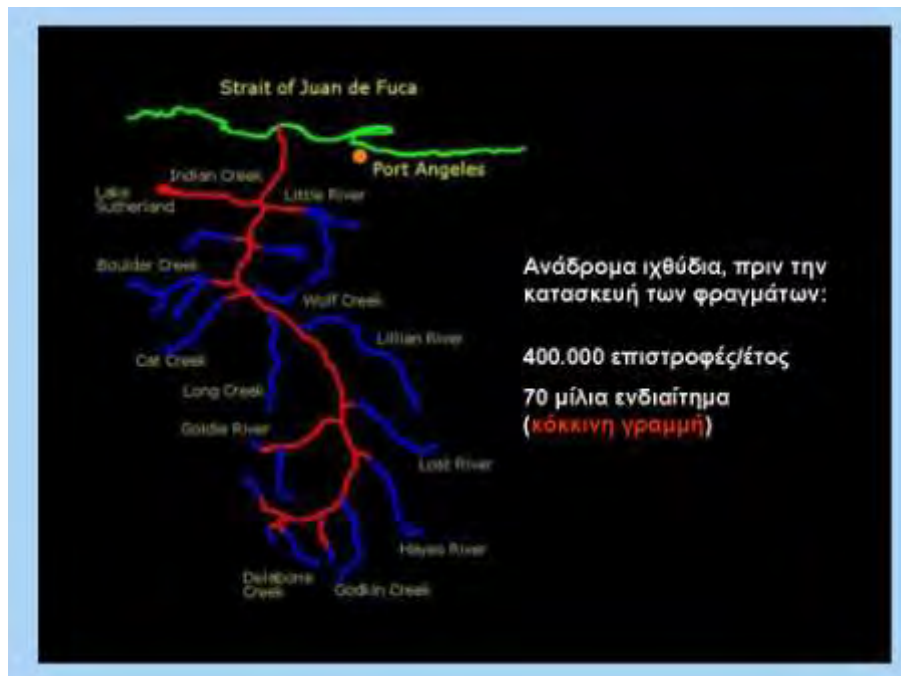 Strait of Juan de Fuca
Port Angeles
Indian Creek
Lake
Sutherland
Little River
Boulder Creek
Wolf Creek
Lillian River
Cat Creek
Long Creek
Goldie River
Lost River
Hayes River
Delabarre
Creek
Godkin Creek
Ανάδρομα ιχθύδια, πριν την
κατασκευή των φραγμάτων:
400.000 επιστροφές/έτος
70 μίλια ενδιαίτημα
(κόκκινη γραμμή)